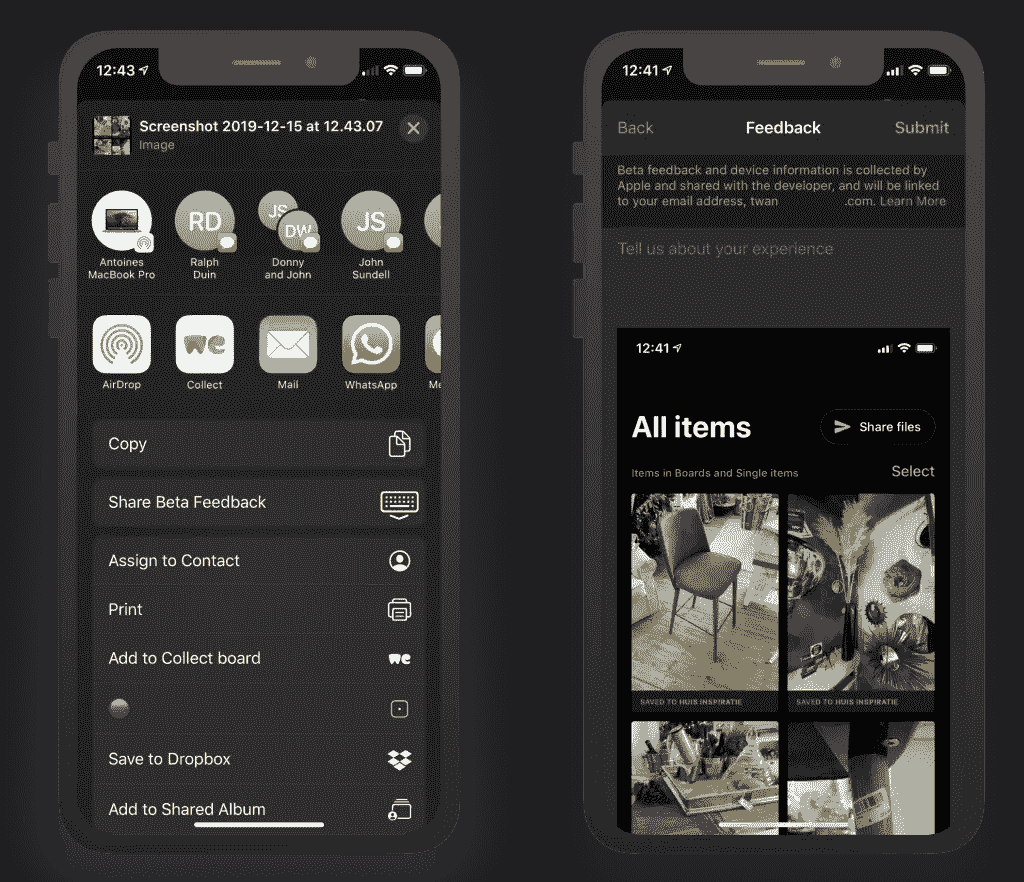 12:43
Screenshot 2019-12-15 at 12.43.07
Image
RD
JS
DW
JS
Antoines
MacBook Pro
Ralph
Duin
Donny
and John
John
Sundell
we
AirDrop
Collect
Mail
WhatsApp
Me
Copy
Share Beta Feedback
Assign to Contact
Print
Add to Collect board
we
Save to Dropbox
Add to Shared Album
12:41
Back
Feedback
Submit
Beta feedback and device information is collected by
Apple and shared with the developer, and will be linked
to your email address, twan .com. Learn More
Tell us about your experience
12:41
All items
Share files
Items in Boards and Single items
Select
SAVED TO HUIS INSPIRATIE
SAVED TO HUIS INSPIRATIE